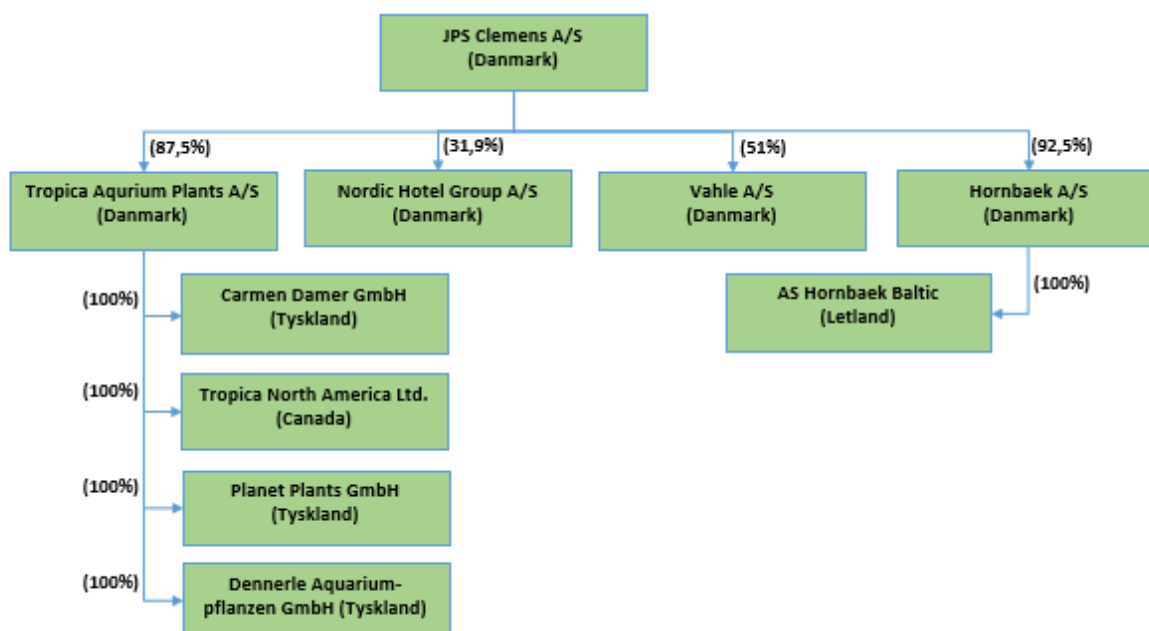 JPS Clemens A/S
(Danmark)
(87,5%)
(31,9%)
(51%)
(92,5%)
Tropica Aqurium Plants A/S
(Danmark)
Nordic Hotel Group A/S
(Danmark)
Vahle A/S
(Danmark)
Hornbaek A/S
(Danmark)
(100%)
Carmen Damer GmbH
(Tyskland)
AS Hornbaek Baltic
(Letland)
(100%)
(100%)
Tropica North America Ltd.
(Canada)
(100%)
Planet Plants GmbH
(Tyskland)
(100%)
Dennerle Aquarium-
pflanzen GmbH (Tyskland)